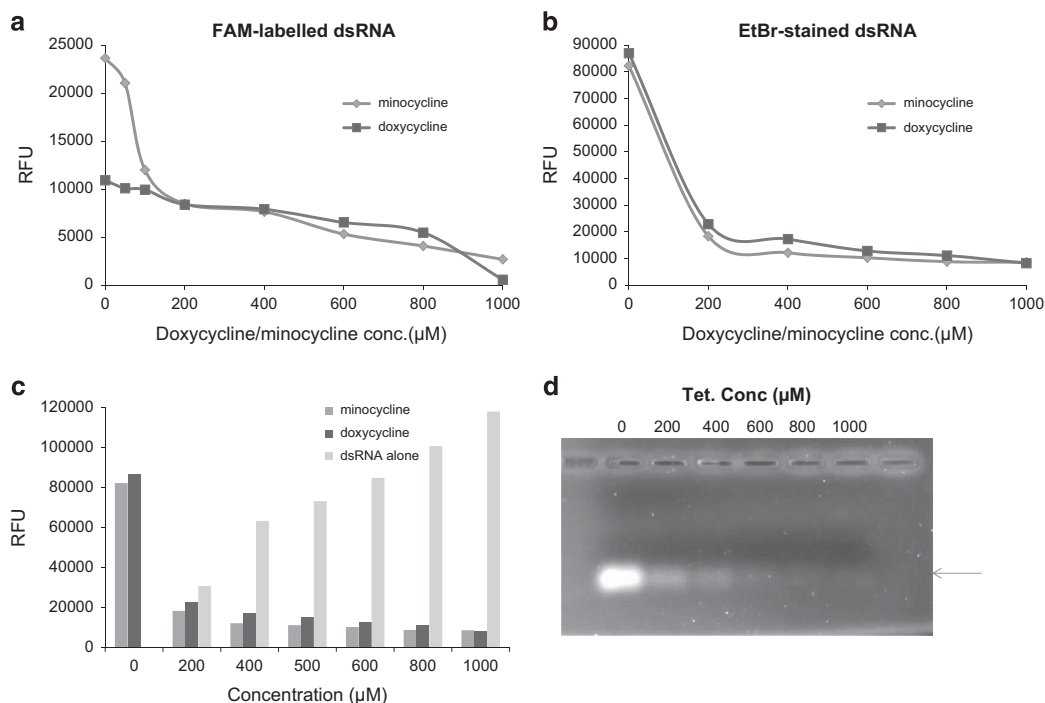 a
FAM-labelled dsRNA
25000
20000
15000
10000
5000
0
RFU
minocycline
doxycycline
0 200 400 600 800 1000
Doxycycline/minocycline conc.(μM)
b
EtBr-stained dsRNA
90000
80000
70000
60000
50000
40000
30000
20000
10000
0
RFU
minocycline
doxycycline
0 200 400 600 800 1000
Doxycycline/minocycline conc.(μM)
c
120000
100000
80000
60000
40000
20000
0
RFU
minocycline
doxycycline
dsRNA alone
0 200 400 500 600 800 1000
Concentration (μM)
d
Tet. Conc (μM)
0 200 400 600 800 1000